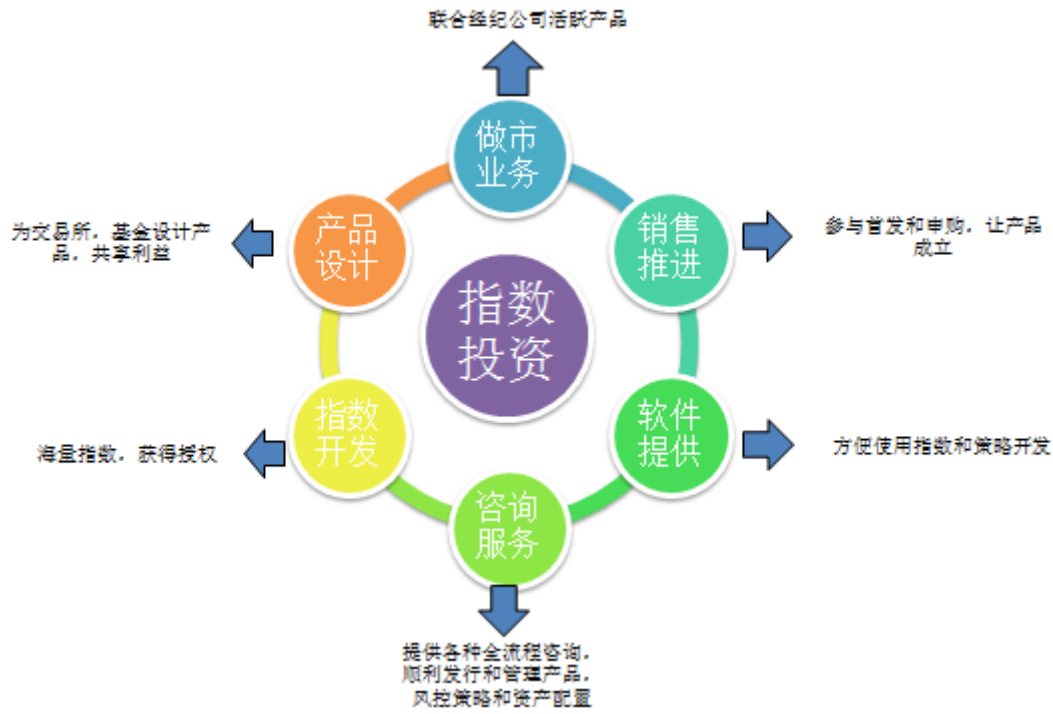 联合经纪公司活跃产品
做市
业务
产品
设计
为交易所，基金设计产
品，共享利益
销售
推进
参与首发和申购，让产品
成立
指数
投资
指数
开发
海量指数，获得授权
软件
提供
方便使用指数和策略开发
咨询
服务
提供各种全流程咨询，
顺利发行和管理产品，
风控策略和资产配置